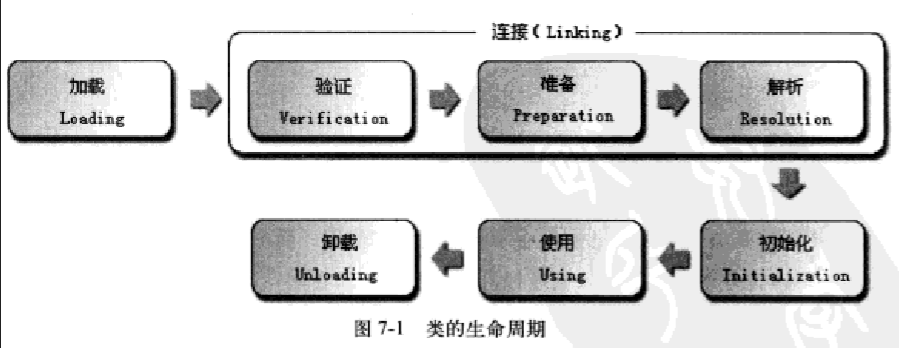 连接(Linking)
加载
Loading
验证
Verification
准备
Preparation
解析
Resolution
初始化
Initialization
使用
Using
卸载
Unloading
图 7-1 类的生命周期